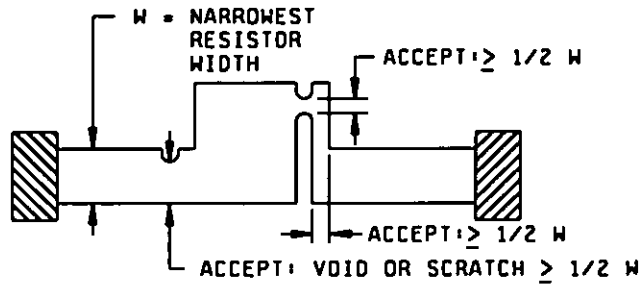 W = NARROWEST
RESISTOR
WIDTH
ACCEPT: ≥ 1/2 W
ACCEPT: ≥ 1/2 W
ACCEPT: VOID OR SCRATCH ≥ 1/2 W